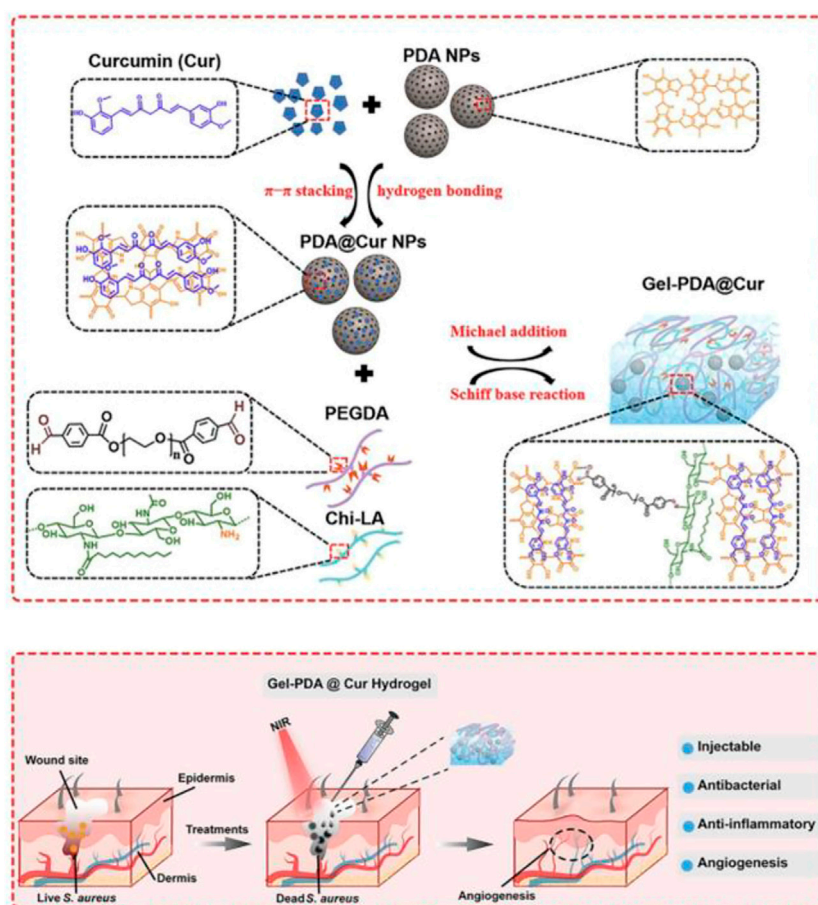 Curcumin (Cur)
PDA NPs
π−π stacking
hydrogen bonding
PDA@Cur NPs
Gel-PDA@Cur
Michael addition
Schiff base reaction
PEGDA
Chi-LA
NH₂
Gel-PDA @ Cur Hydrogel
NIR
Wound site
Epidermis
Treatments
Dermis
Live S. aureus
Dead S. aureus
Angiogenesis
Injectable
Antibacterial
Anti-inflammatory
Angiogenesis